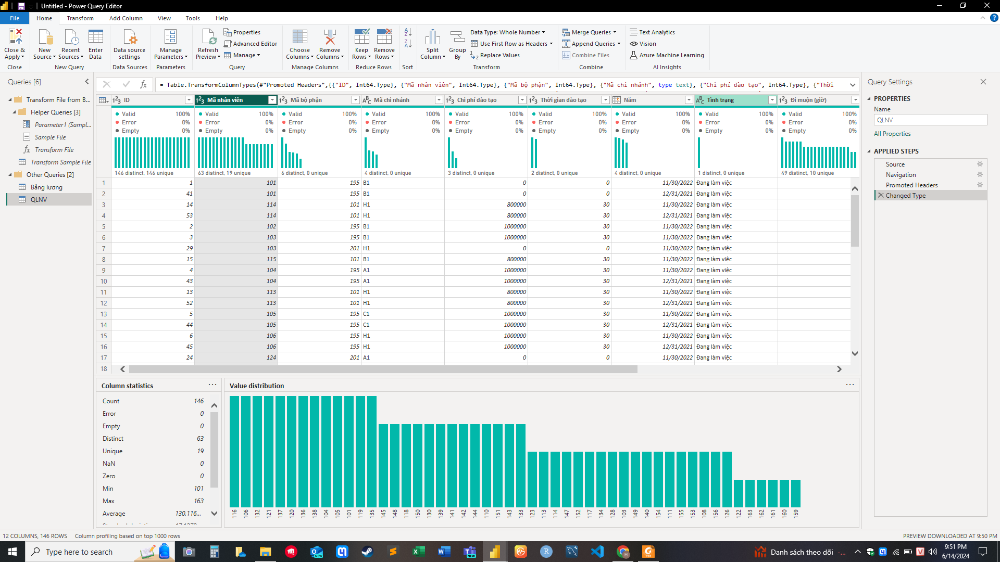 Untitled - Power Query Editor
File Home Transform Add Column View Tools Help
Close & Apply
Close
New Source
Recent Sources
Enter Data
New Query
Data source settings
Data Sources
Manage Parameters
Parameters
Refresh Preview
Properties
Advanced Editor
Manage
Query
Choose Columns
Remove Columns
Manage Columns
Keep Rows
Remove Rows
Reduce Rows
Sort
Split Column
Group By
Data Type: Whole Number
Use First Row as Headers
Replace Values
Transform
Merge Queries
Append Queries
Combine Files
Combine
Text Analytics
Vision
Azure Machine Learning
AI Insights
Queries [6]
Transform File from B...
Helper Queries [3]
Parameter1 (Sampl...
Sample File
Transform File
Transform Sample File
Other Queries [2]
Bảng lương
QLNV
= Table.TransformColumnTypes(#"Promoted Headers",{{"ID", Int64.Type}, {"Mã nhân viên", Int64.Type}, {"Mã bộ phận", Int64.Type}, {"Mã chi nhánh", type text}, {"Chi phí đào tạo", Int64.Type}, {"Thời
ID Mã nhân viên Mã bộ phận Mã chi nhánh Chi phí đào tạo Thời gian đào tạo Năm Tình trạng Đi muộn (giờ)
Valid 100% Valid 100% Valid 100% Valid 100% Valid 100% Valid 100% Valid 100% Valid 100% Valid 100%
Error 0% Error 0% Error 0% Error 0% Error 0% Error 0% Error 0% Error 0% Error 0%
Empty 0% Empty 0% Empty 0% Empty 0% Empty 0% Empty 0% Empty 0% Empty 0% Empty 0%
146 distinct, 146 unique 63 distinct, 19 unique 6 distinct, 0 unique 4 distinct, 0 unique 3 distinct, 0 unique 2 distinct, 0 unique 4 distinct, 0 unique 1 distinct, 0 unique 49 distinct, 10 unique
1 1 101 195 B1 0 0 11/30/2022 Đang làm việc
2 41 101 195 B1 0 0 12/31/2021 Đang làm việc
3 14 114 101 H1 800000 30 11/30/2022 Đang làm việc
4 53 114 101 H1 800000 30 12/31/2021 Đang làm việc
5 2 102 195 B1 1000000 30 11/30/2022 Đang làm việc
6 3 103 195 B1 1000000 30 11/30/2022 Đang làm việc
7 29 103 201 H1 0 0 11/30/2022 Đang làm việc
8 15 115 101 B1 800000 30 11/30/2022 Đang làm việc
9 4 104 195 A1 1000000 30 11/30/2022 Đang làm việc
10 43 104 195 A1 1000000 30 12/31/2021 Đang làm việc
11 13 113 101 H1 800000 30 11/30/2022 Đang làm việc
12 52 113 101 H1 800000 30 12/31/2021 Đang làm việc
13 5 105 195 C1 1000000 30 11/30/2022 Đang làm việc
14 44 105 195 C1 1000000 30 12/31/2021 Đang làm việc
15 6 106 195 H1 1000000 30 11/30/2022 Đang làm việc
16 45 106 195 H1 1000000 30 12/31/2021 Đang làm việc
17 24 124 201 A1 0 0 11/30/2022 Đang làm việc
18
Column statistics
Count 146
Error 0
Empty 0
Distinct 63
Unique 19
NaN 0
Zero 0
Min 101
Max 163
Average 130.116...
Value distribution
116 106 132 121 137 120 136 138 104 105 101 119 135 145 148 118 150 130 139 141 142 144 110 151 143 133 123 113 114 147 152 117 134 128 103 149 140 154 111 155 153 108 156 126 122 163 162 161 160 159
Query Settings
PROPERTIES
Name
QLNV
All Properties
APPLIED STEPS
Source
Navigation
Promoted Headers
Changed Type
12 COLUMNS, 146 ROWS Column profiling based on top 1000 rows
PREVIEW DOWNLOADED AT 9:50 PM
Type here to search
Danh sách theo dõi -...
9:51 PM
6/14/2024